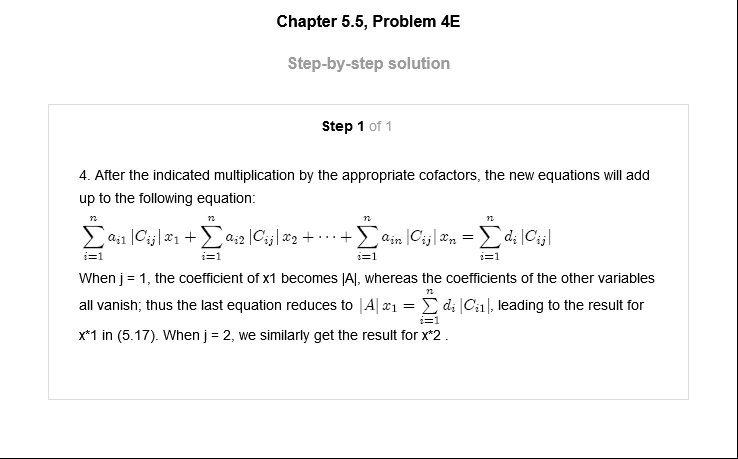 Chapter 5.5, Problem 4E
Step-by-step solution
Step 1 of 1
4. After the indicated multiplication by the appropriate cofactors, the new equations will add
up to the following equation:
\sum_{i=1}^{n} a_{i1} |C_{ij}| x_1 + \sum_{i=1}^{n} a_{i2} |C_{ij}| x_2 + \cdots + \sum_{i=1}^{n} a_{in} |C_{ij}| x_n = \sum_{i=1}^{n} d_i |C_{ij}|
When j = 1, the coefficient of x1 becomes |A|, whereas the coefficients of the other variables
all vanish; thus the last equation reduces to |A| x_1 = \sum_{i=1}^{n} d_i |C_{i1}|, leading to the result for
x*1 in (5.17). When j = 2, we similarly get the result for x*2 .